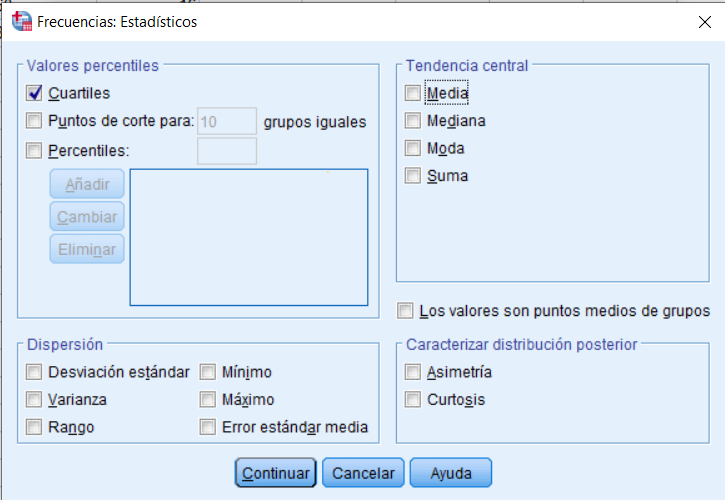 Frecuencias: Estadísticos
Valores percentiles
Cuartiles
Puntos de corte para: 10 grupos iguales
Percentiles:
Añadir
Cambiar
Eliminar
Tendencia central
Media
Mediana
Moda
Suma
Los valores son puntos medios de grupos
Dispersión
Desviación estándar Mínimo
Varianza Máximo
Rango Error estándar media
Caracterizar distribución posterior
Asimetría
Curtosis
Continuar Cancelar Ayuda